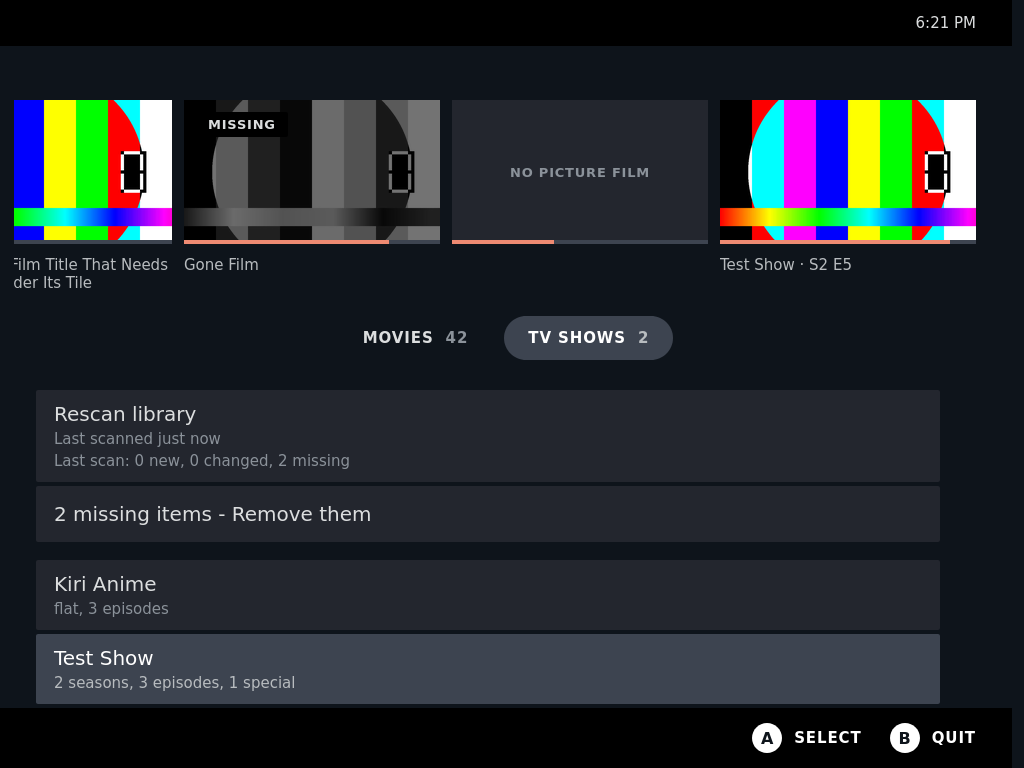 6:21 PM
MISSING
NO PICTURE FILM
Film Title That Needs
der Its Tile
Gone Film
Test Show · S2 E5
MOVIES 42
TV SHOWS 2
Rescan library
Last scanned just now
Last scan: 0 new, 0 changed, 2 missing
2 missing items - Remove them
Kiri Anime
flat, 3 episodes
Test Show
2 seasons, 3 episodes, 1 special
A SELECT
B QUIT